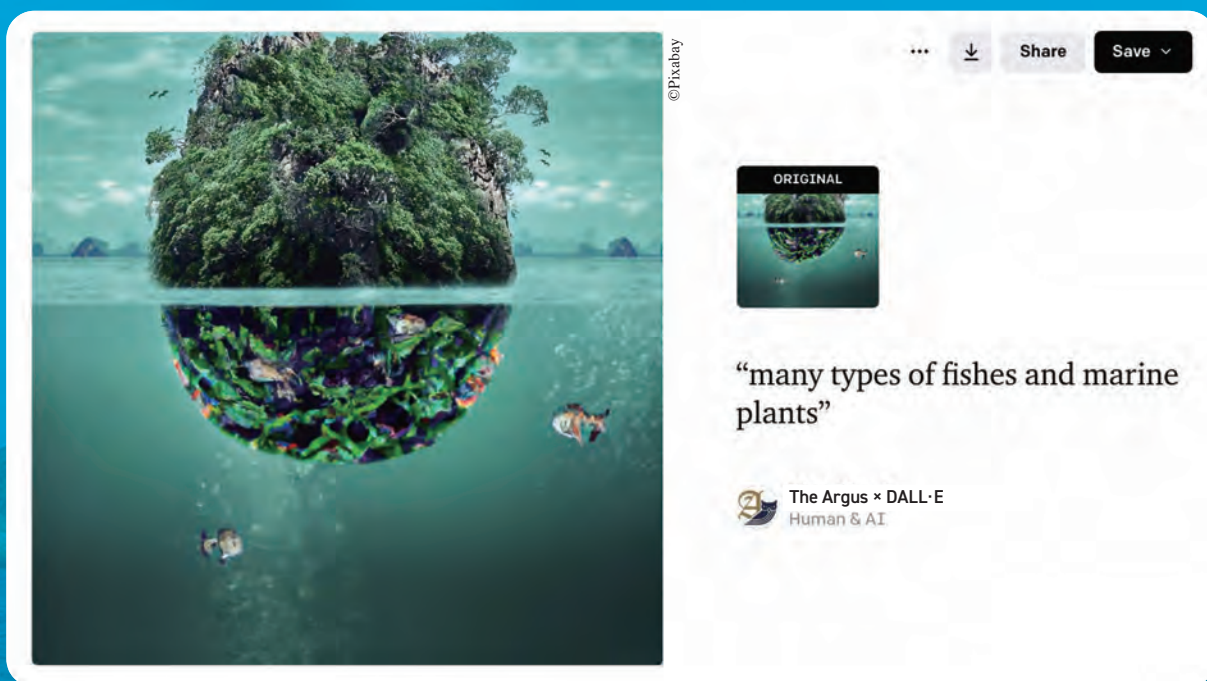 ©Pixabay
Share
Save
ORIGINAL
“many types of fishes and marine
plants”
The Argus × DALL·E
Human & AI